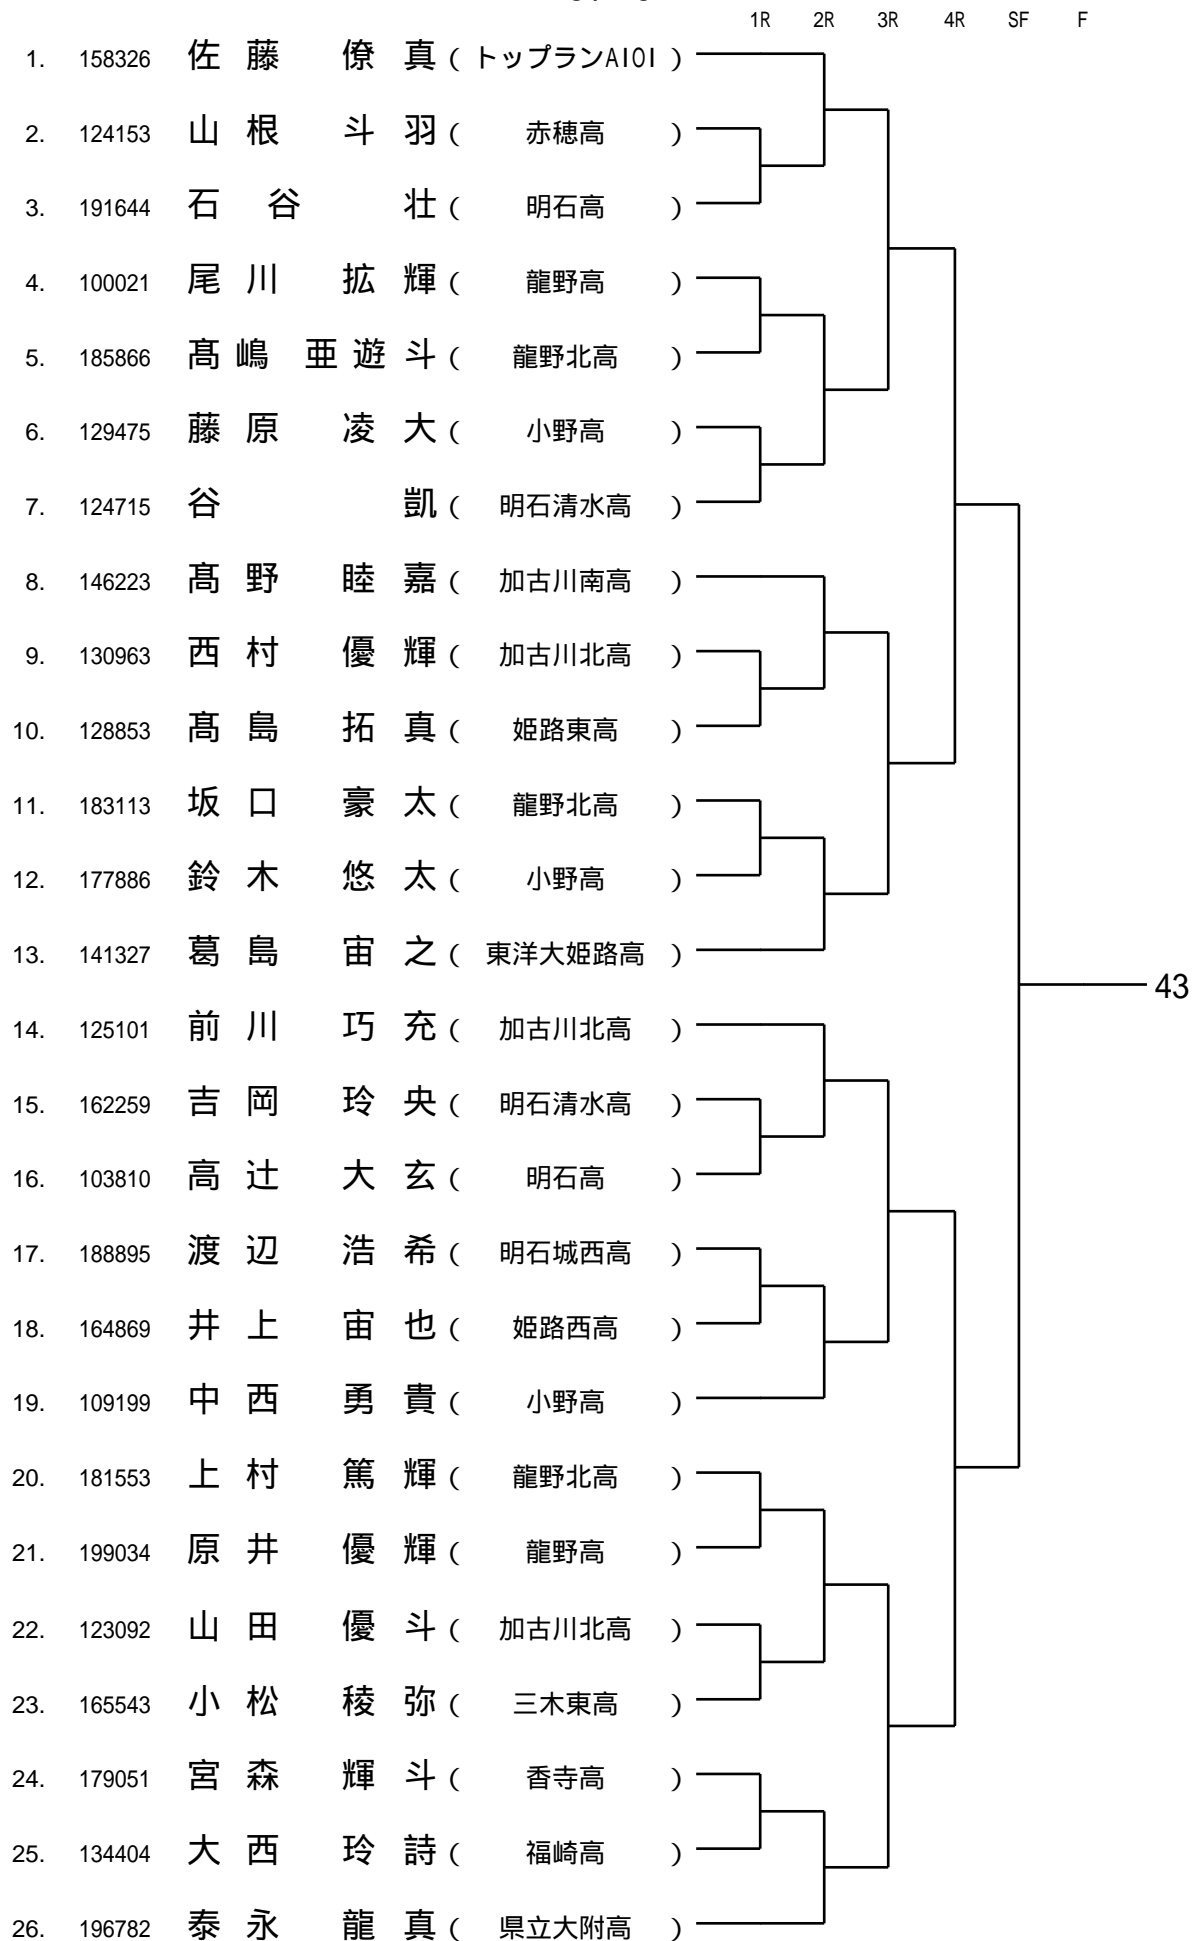 1R 2R 3R 4R SF F
1. 158326 佐藤 僚真 ( トップランAIOI )
2. 124153 山根 斗羽 ( 赤穂高 )
3. 191644 石谷 壮 ( 明石高 )
4. 100021 尾川 拡輝 ( 龍野高 )
5. 185866 髙嶋 亜遊斗 ( 龍野北高 )
6. 129475 藤原 凌大 ( 小野高 )
7. 124715 谷 凱 ( 明石清水高 )
8. 146223 髙野 睦嘉 ( 加古川南高 )
9. 130963 西村 優輝 ( 加古川北高 )
10. 128853 髙島 拓真 ( 姫路東高 )
11. 183113 坂口 豪太 ( 龍野北高 )
12. 177886 鈴木 悠太 ( 小野高 )
13. 141327 葛島 宙之 ( 東洋大姫路高 )
43
14. 125101 前川 巧充 ( 加古川北高 )
15. 162259 吉岡 玲央 ( 明石清水高 )
16. 103810 高辻 大玄 ( 明石高 )
17. 188895 渡辺 浩希 ( 明石城西高 )
18. 164869 井上 宙也 ( 姫路西高 )
19. 109199 中西 勇貴 ( 小野高 )
20. 181553 上村 篤輝 ( 龍野北高 )
21. 199034 原井 優輝 ( 龍野高 )
22. 123092 山田 優斗 ( 加古川北高 )
23. 165543 小松 稜弥 ( 三木東高 )
24. 179051 宮森 輝斗 ( 香寺高 )
25. 134404 大西 玲詩 ( 福崎高 )
26. 196782 泰永 龍真 ( 県立大附高 )